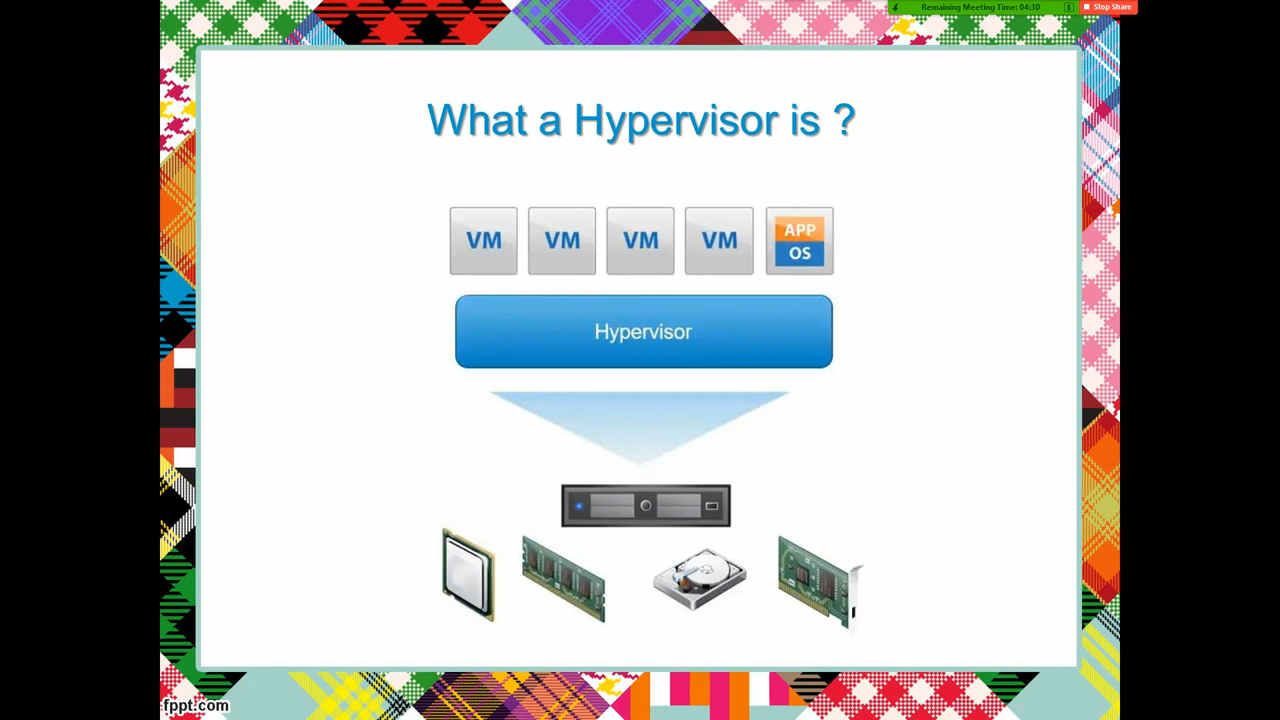 Remaining Meeting Time: 04:30
$
Stop Share
What a Hypervisor is ?
VM VM VM VM APP
OS
Hypervisor
fppt.com